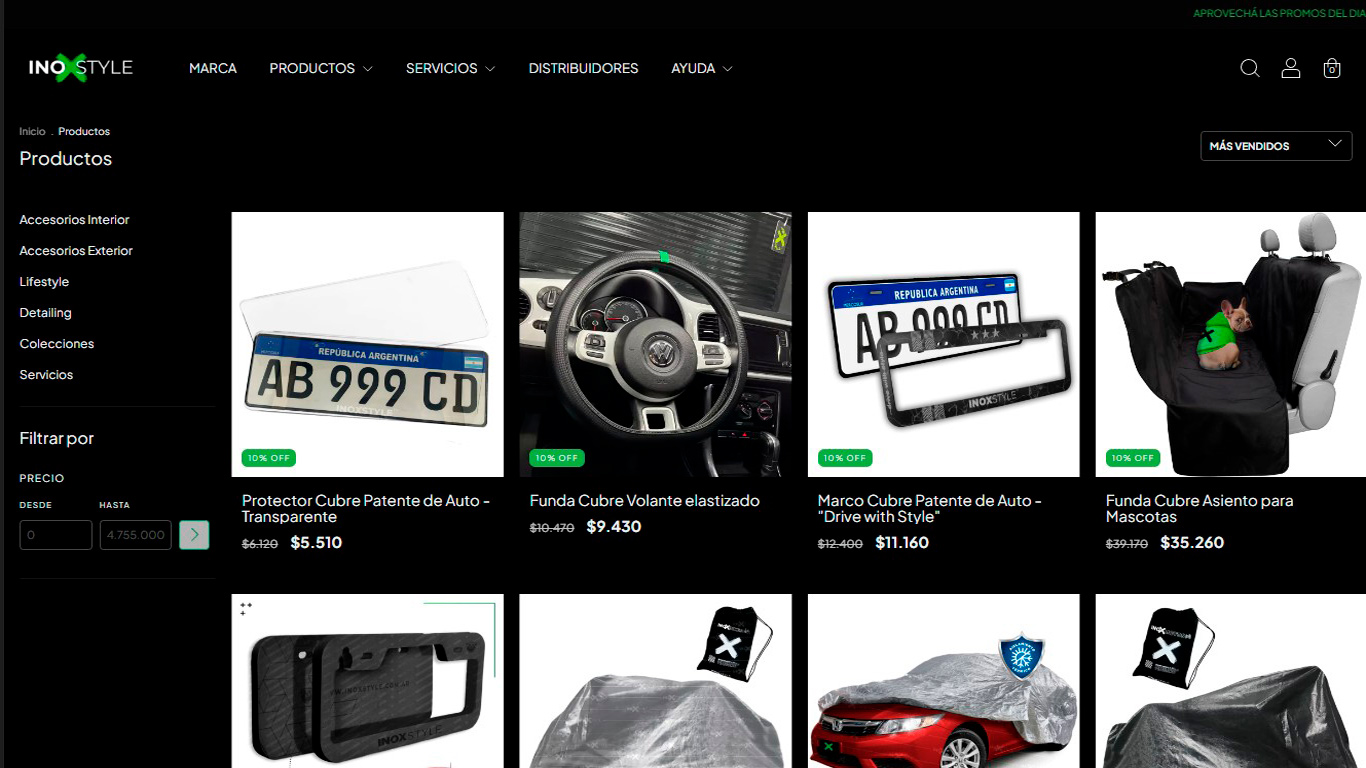 APROVECHÁ LAS PROMOS DEL DIA
INOXSTYLE
MARCA
PRODUCTOS
SERVICIOS
DISTRIBUIDORES
AYUDA
0
Inicio . Productos
Productos
MÁS VENDIDOS
Accesorios Interior
Accesorios Exterior
Lifestyle
Detailing
Colecciones
Servicios
Filtrar por
PRECIO
DESDE
HASTA
0
4.755.000
REPÚBLICA ARGENTINA
AB 999 CD
INOXSTYLE
10% OFF
Protector Cubre Patente de Auto -
Transparente
$6.120 $5.510
10% OFF
Funda Cubre Volante elastizado
$10.470 $9.430
REPUBLICA ARGENTINA
AB 999 CD
INOXSTYLE
10% OFF
Marco Cubre Patente de Auto -
"Drive with Style"
$12.400 $11.160
10% OFF
Funda Cubre Asiento para
Mascotas
$39.170 $35.260
WWW.INOXSTYLE.COM.AR
INOXSTYLE